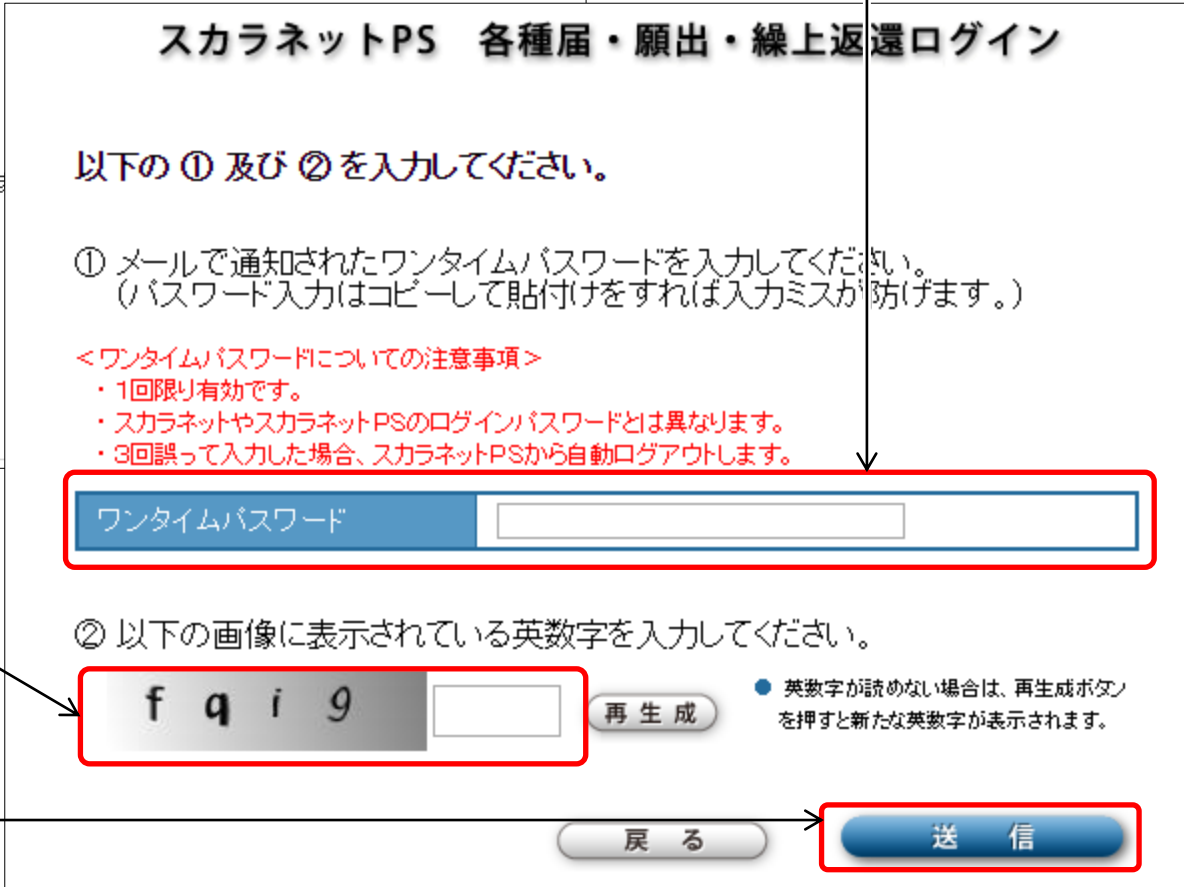 スカラネットPS　各種届・願出・繰上返還ログイン
以下の ① 及び ② を入力してください。
① メールで通知されたワンタイムパスワードを入力してください。
（パスワード入力はコピーして貼付けをすれば入力ミスが防げます。）
＜ワンタイムパスワードについての注意事項＞
・1回限り有効です。
・スカラネットやスカラネットPSのログインパスワードとは異なります。
・3回誤って入力した場合、スカラネットPSから自動ログアウトします。
ワンタイムパスワード
② 以下の画像に表示されている英数字を入力してください。
f q i 9
再生成
● 英数字が読めない場合は、再生成ボタン
を押すと新たな英数字が表示されます。
戻る
送信